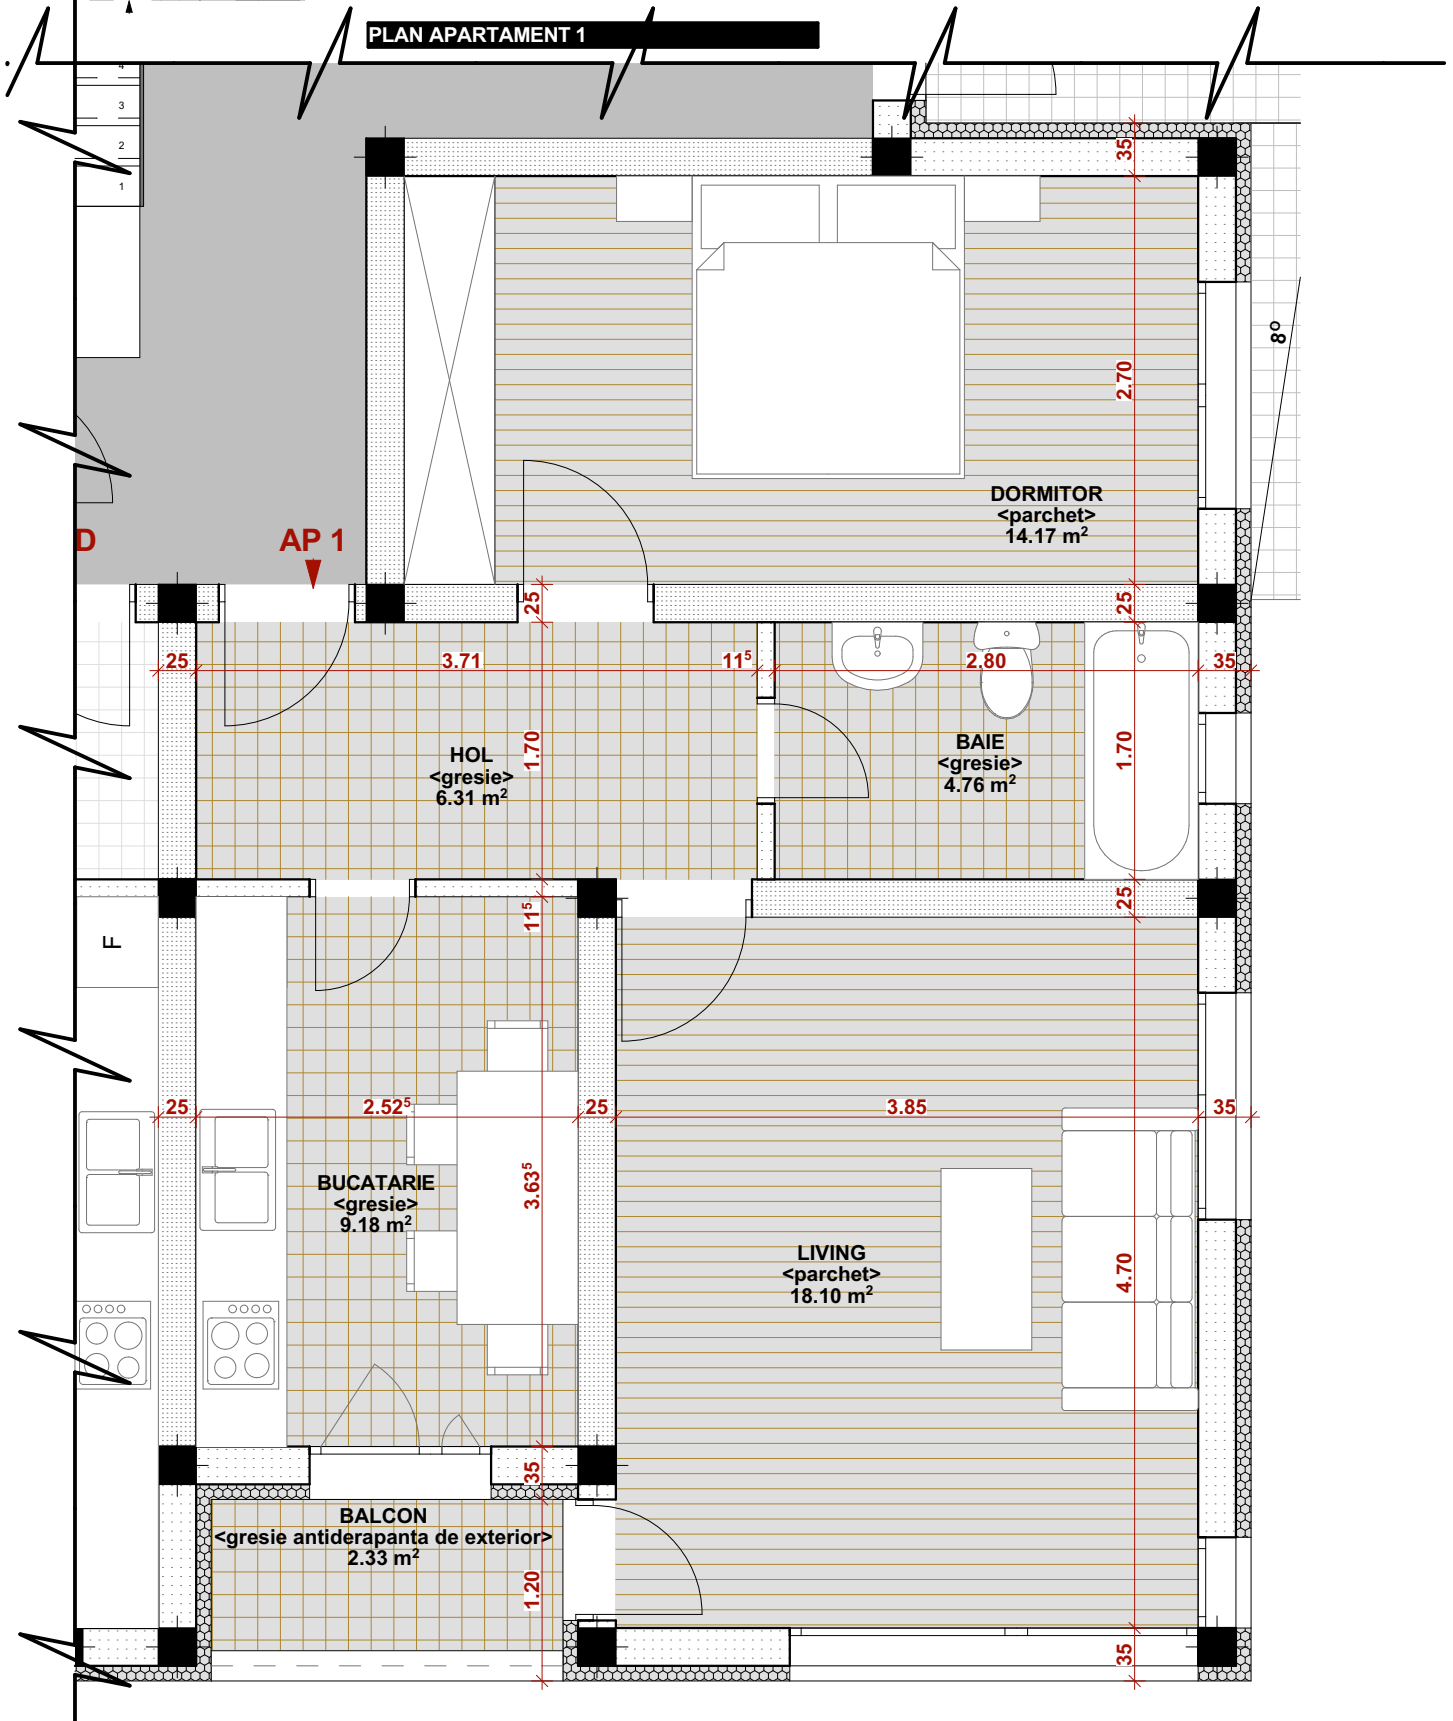 PLAN APARTAMENT 1
4
3
2
1
35
8°
2.70
DORMITOR
<parchet>
14.17 m²
D
AP 1
25
25
25
3.71
11⁵
2.80
35
1.70
1.70
HOL
<gresie>
6.31 m²
BAIE
<gresie>
4.76 m²
25
11⁵
F
25
2.52⁵
25
3.85
35
3.63⁵
BUCATARIE
<gresie>
9.18 m²
LIVING
<parchet>
18.10 m²
4.70
35
BALCON
<gresie antiderapanta de exterior>
2.33 m²
1.20
35